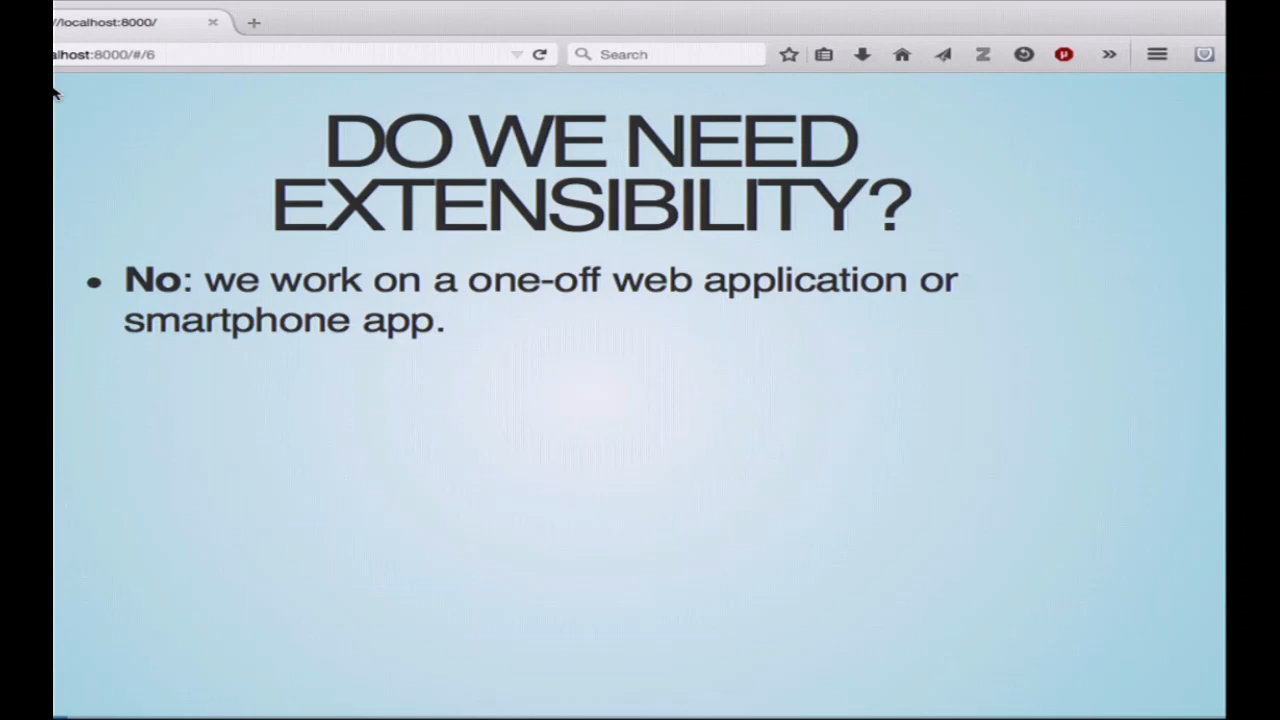 //localhost:8000/
alhost:8000/#/6
Search
DO WE NEED
EXTENSIBILITY?
• No: we work on a one-off web application or
smartphone app.